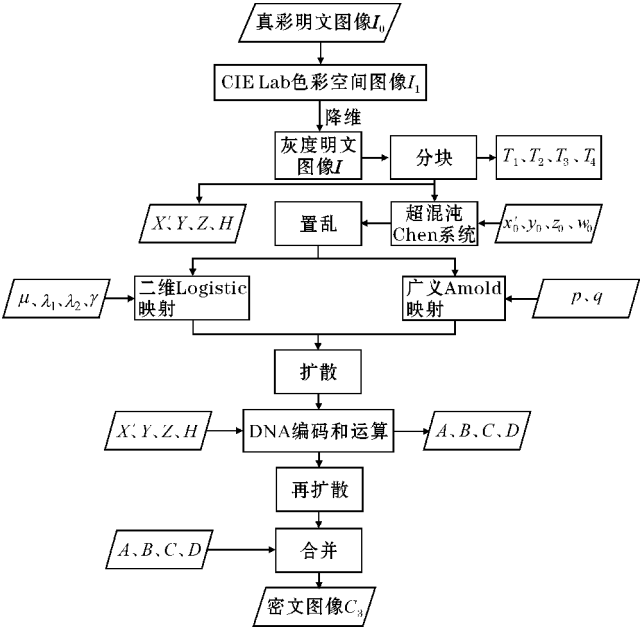 真彩明文图像I₀
CIE Lab色彩空间图像I₁
降维
灰度明文
图像I
分块
T₁、T₂、T₃、T₄
X′、Y、Z、H
置乱
超混沌
Chen系统
x′₀、y₀、z₀、w₀
μ、λ₁、λ₂、γ
二维Logistic
映射
广义Amold
映射
p、q
扩散
X′、Y、Z、H
DNA编码和运算
A、B、C、D
再扩散
A、B、C、D
合并
密文图像C₃